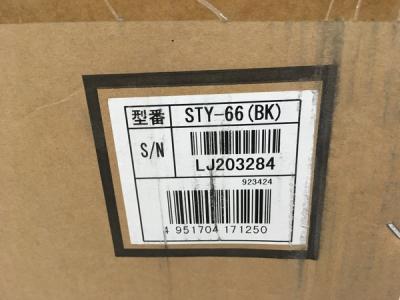 型番 STY-66(BK)
S/N
LJ203284
923424
4 951704 171250